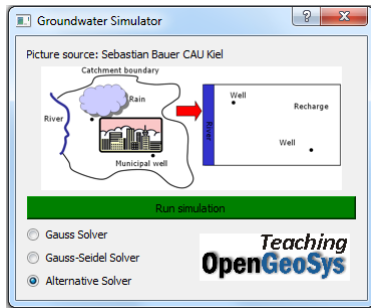 Groundwater Simulator
Picture source: Sebastian Bauer CAU Kiel
Catchment boundary
Rain
River
Municipal well
River
Well
Recharge
Well
Run simulation
Gauss Solver
Gauss-Seidel Solver
Alternative Solver
Teaching
OpenGeoSys